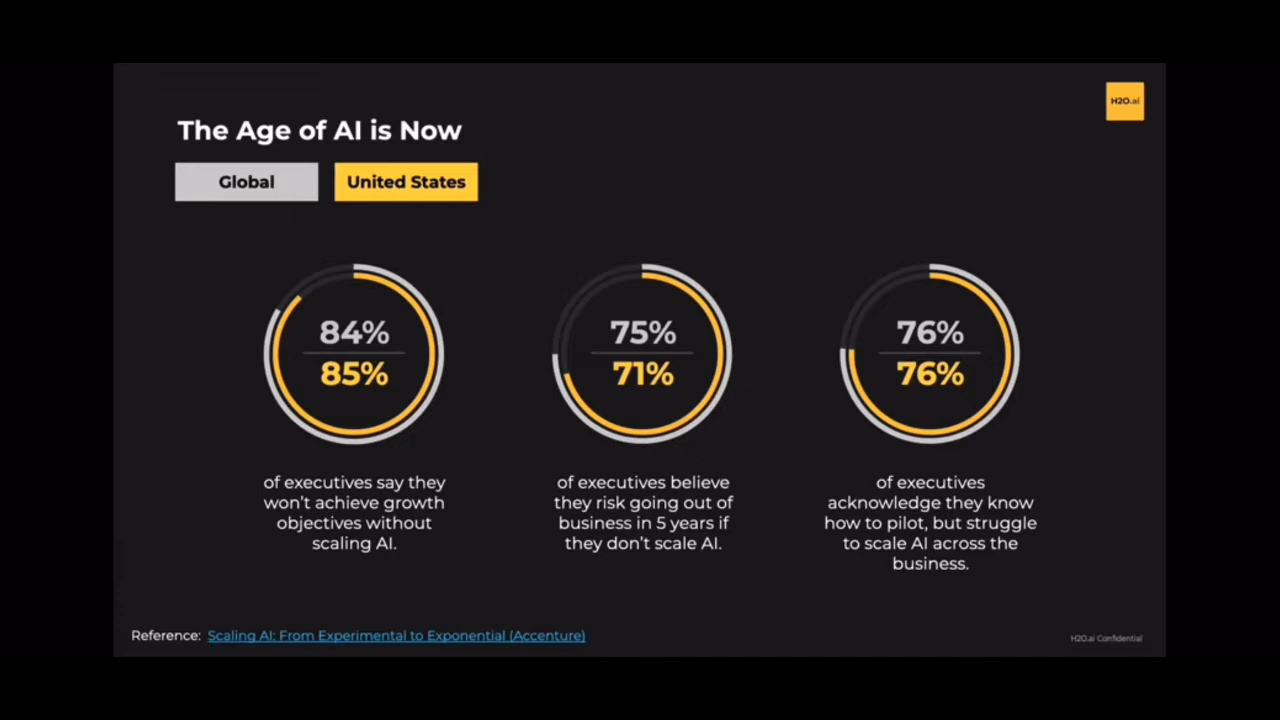 H2O.ai
The Age of AI is Now
Global
United States
84%
85%
75%
71%
76%
76%
of executives say they
won’t achieve growth
objectives without
scaling AI.
of executives believe
they risk going out of
business in 5 years if
they don’t scale AI.
of executives
acknowledge they know
how to pilot, but struggle
to scale AI across the
business.
Reference: Scaling AI: From Experimental to Exponential (Accenture)
H2O.ai Confidential